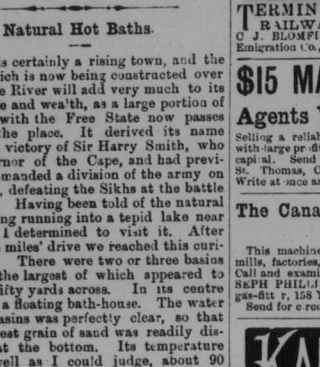 Natural Hot Baths.
s certainly a rising town, and the
ich is now being constructed over
e River will add very much to its
e and wealth, as a large portion of
with the Free State now passes
the place. It derived its name
victory of Sir Harry Smith, who
rnor of the Cape, and had previ-
manded a division of the army on
, defeating the Sikhs at the battle
Having been told of the natural
ng running into a tepid lake near
I determined to visit it. After
miles' drive we reached this curi-
There were two or three basins
the largest of which appeared to
fifty yards across. In its centre
a floating bath-house. The water
asins was perfectly clear, so that
est grain of sand was readily dis-
at the bottom. Its temperature
well as I could judge, about 90
TERMIN
RAILWA
C J. BLOMFI
Emigration Co.,
$15 MA
Agents
Selling a reliab
with large profit
capital. Send
St. Thomas, C
Write at once an
The Cana
This machine
mills, factories,
Call and exami
SEPH PHILLI
gas-fitt r, 158 Y
Send for c rcu
KA